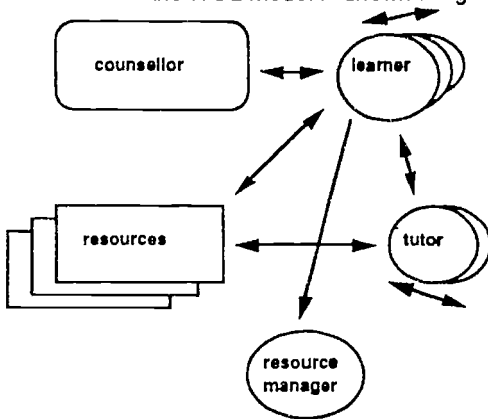 counsellor
learner
resources
tutor
resource
manager